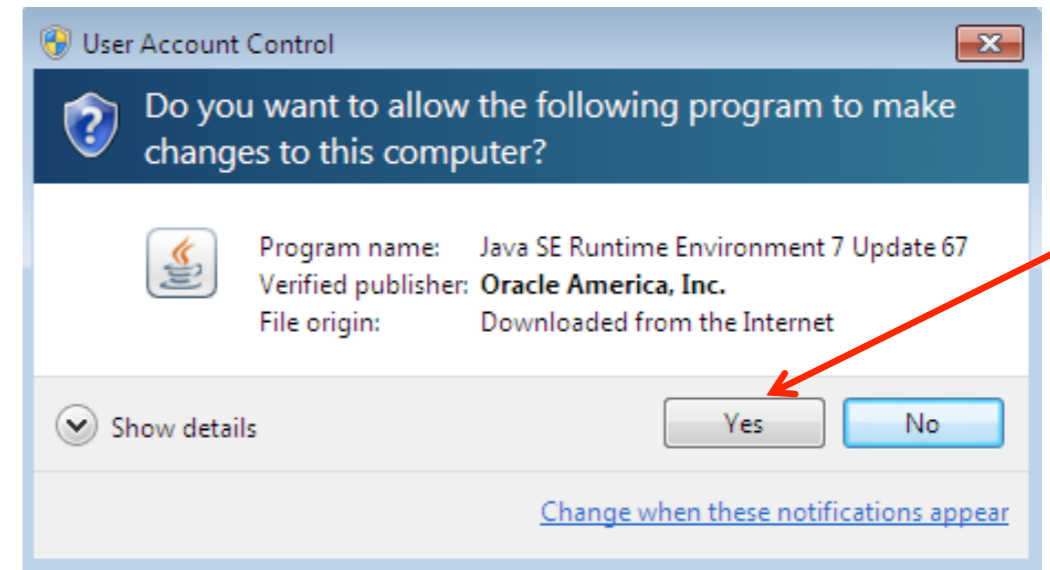 User Account Control
Do you want to allow the following program to make
changes to this computer?
Program name: Java SE Runtime Environment 7 Update 67
Verified publisher: Oracle America, Inc.
File origin: Downloaded from the Internet
Show details
Yes
No
Change when these notifications appear